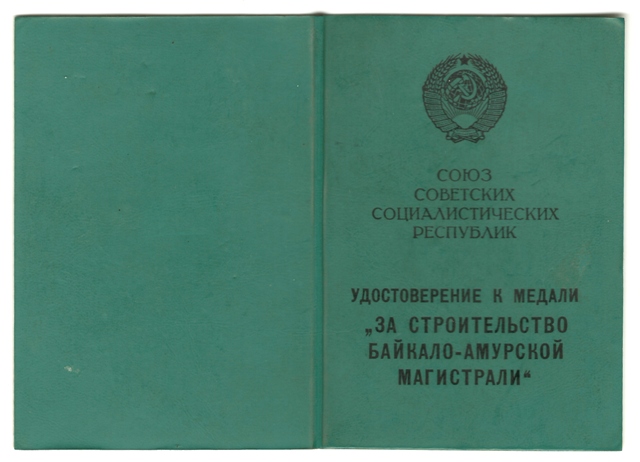 СОЮЗ
СОВЕТСКИХ
СОЦИАЛИСТИЧЕСКИХ
РЕСПУБЛИК
УДОСТОВЕРЕНИЕ К МЕДАЛИ
„ЗА СТРОИТЕЛЬСТВО
БАЙКАЛО-АМУРСКОЙ
МАГИСТРАЛИ“